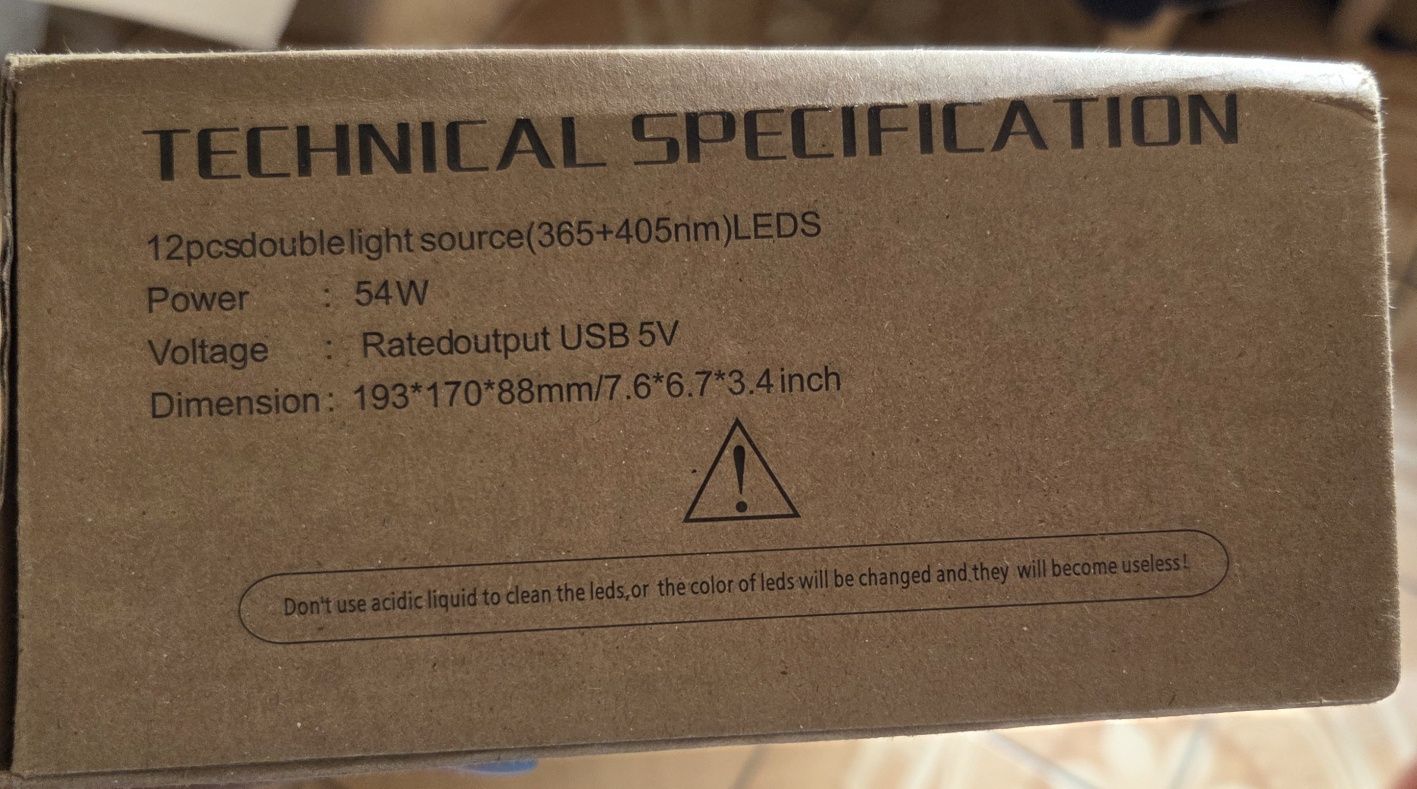 TECHNICAL SPECIFICATION
12pcsdoublelight source(365+405nm)LEDS
Power : 54W
Voltage : Ratedoutput USB 5V
Dimension: 193*170*88mm/7.6*6.7*3.4inch
!
Don't use acidic liquid to clean the leds,or the color of leds will be changed and they will become useless!